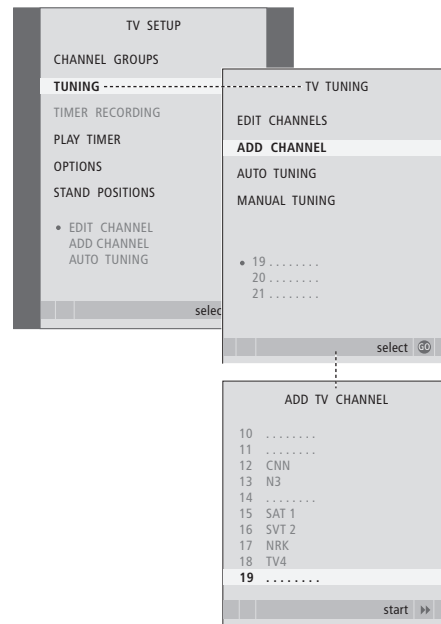 TV SETUP
CHANNEL GROUPS
TUNING
TIMER RECORDING
PLAY TIMER
OPTIONS
STAND POSITIONS
• EDIT CHANNEL
ADD CHANNEL
AUTO TUNING
selec
TV TUNING
EDIT CHANNELS
ADD CHANNEL
AUTO TUNING
MANUAL TUNING
• 19 ........
20 ........
21 ........
select GO
ADD TV CHANNEL
10 ........
11 ........
12 CNN
13 N3
14 ........
15 SAT 1
16 SVT 2
17 NRK
18 TV4
19 ........
start